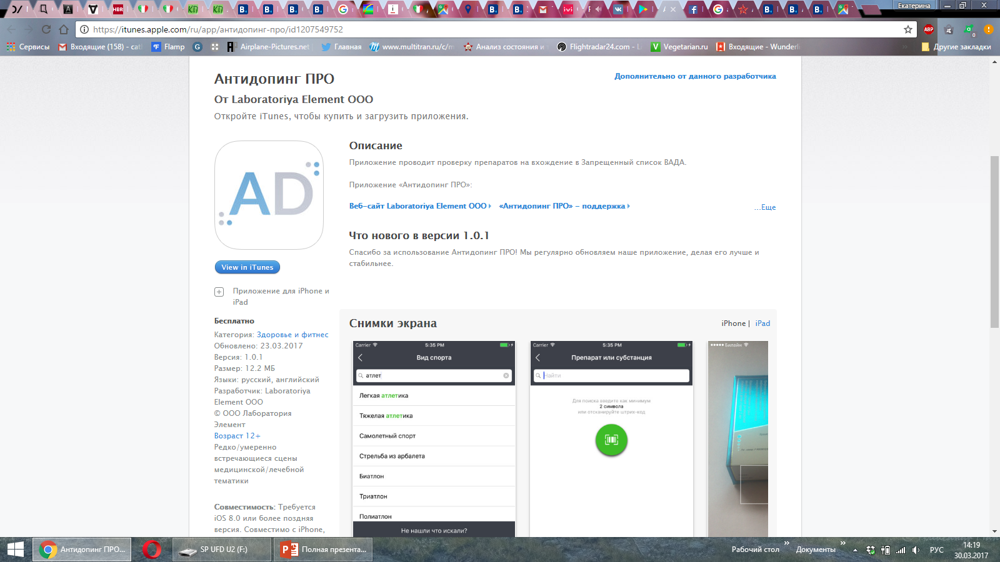 Екатерина
https://itunes.apple.com/ru/app/антидопинг-про/id1207549752
Сервисы
Входящие (158) - cat
Flamp
Airplane-Pictures.net
Главная
www.multitran.ru/c/m
Анализ состояния и
Flightradar24.com - L
Vegetarian.ru
Входящие - Wunderli
Другие закладки
Антидопинг ПРО
Дополнительно от данного разработчика
От Laboratoriya Element OOO
Откройте iTunes, чтобы купить и загрузить приложения.
AD
Описание
Приложение проводит проверку препаратов на вхождение в Запрещенный список ВАДА.
Приложение «Антидопинг ПРО»:
Веб-сайт Laboratoriya Element OOO
«Антидопинг ПРО» - поддержка
...Еще
Что нового в версии 1.0.1
Спасибо за использование Антидопинг ПРО! Мы регулярно обновляем наше приложение, делая его лучше и
стабильнее.
View in iTunes
Приложение для iPhone и
iPad
Бесплатно
Категория: Здоровье и фитнес
Обновлено: 23.03.2017
Версия: 1.0.1
Размер: 12.2 МБ
Языки: русский, английский
Разработчик: Laboratoriya
Element OOO
© ООО Лаборатория
Элемент
Возраст 12+
Редко/умеренно
встречающиеся сцены
медицинской/лечебной
тематики
Совместимость: Требуется
iOS 8.0 или более поздняя
версия. Совместимо с iPhone,
Снимки экрана
iPhone |
iPad
Carrier
5:35 PM
Вид спорта
атлет
Легкая атлетика
Тяжелая атлетика
Самолетный спорт
Стрельба из арбалета
Биатлон
Триатлон
Полиатлон
Не нашли что искали?
Carrier
5:35 PM
Препарат или субстанция
Найти
Для поиска введите как минимум
2 символа
или отсканируйте штрих-код
Билайн
Антидопинг ПРО...
SP UFD U2 (F:)
Полная презента...
Рабочий стол
Документы
РУС
14:19
30.03.2017